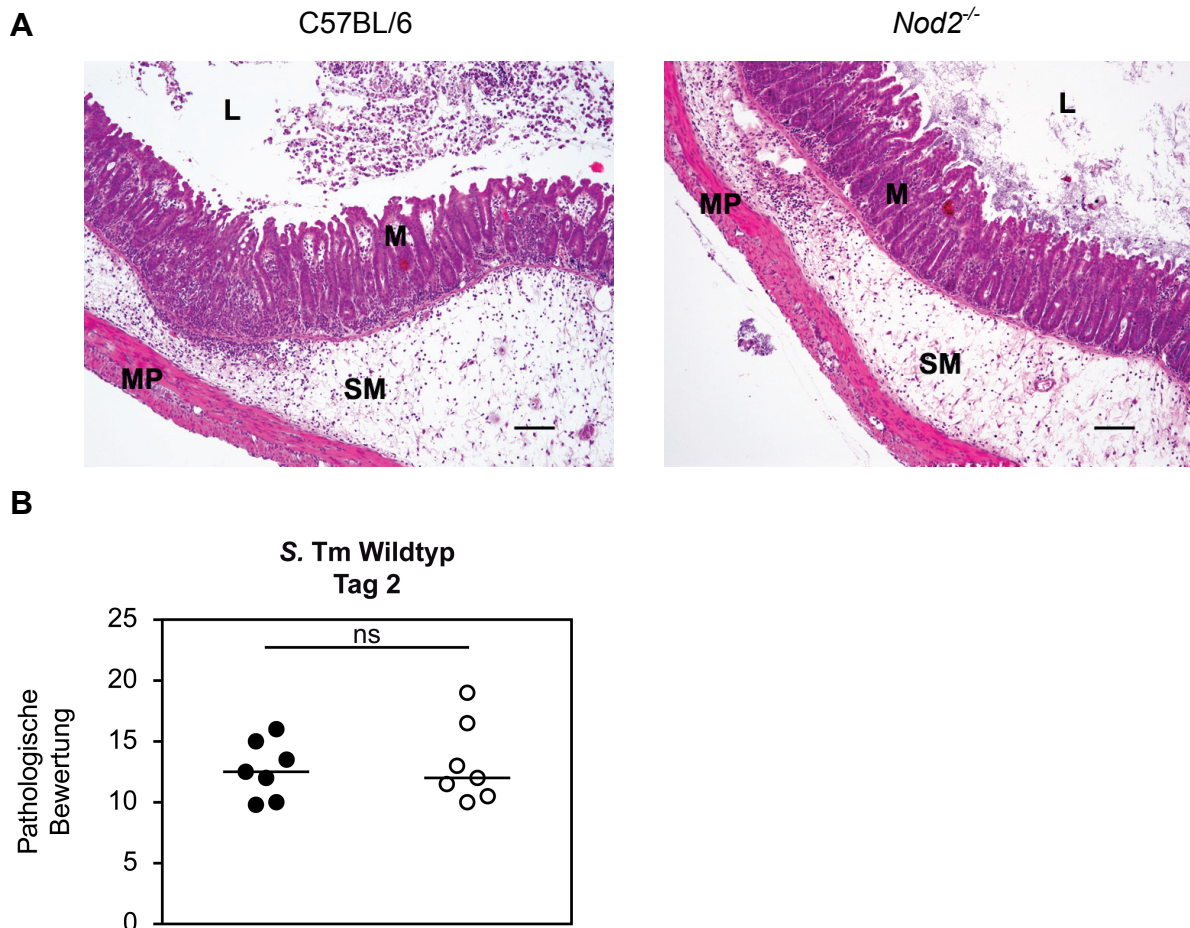 A
C57BL/6
Nod2-/-
L
M
MP
SM
L
M
MP
SM
B
S. Tm Wildtyp
Tag 2
ns
25
20
15
10
5
0
Pathologische
Bewertung